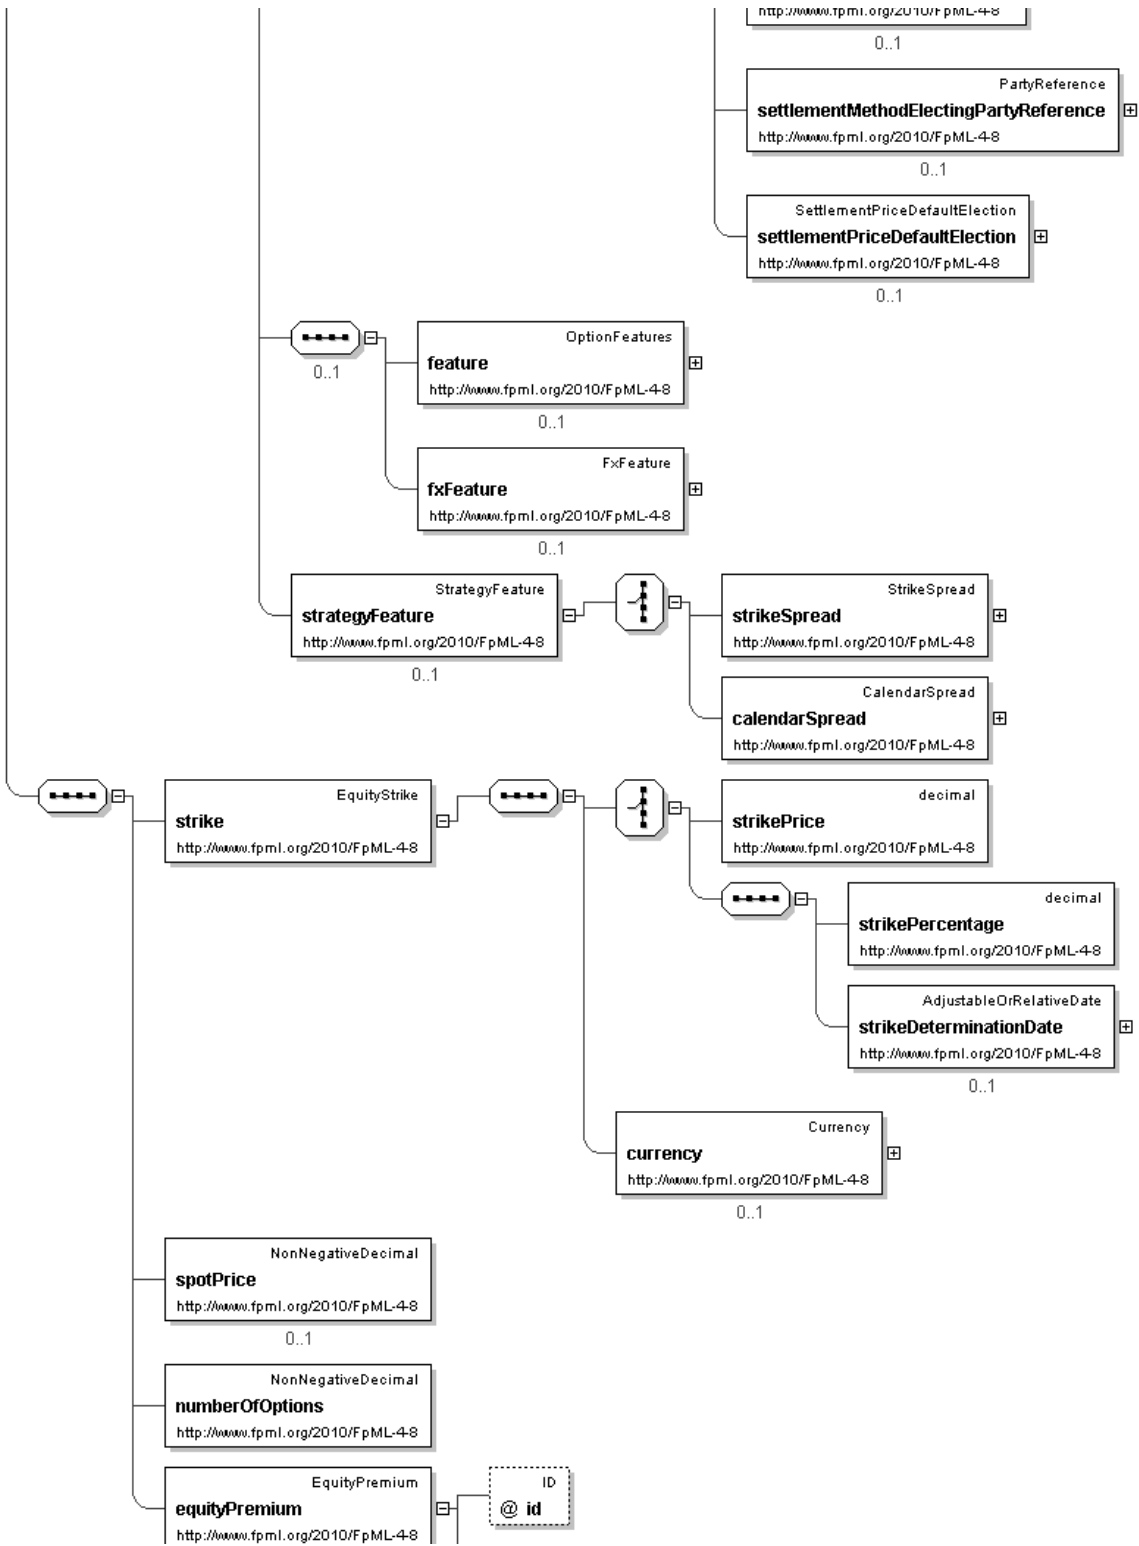 http://www.fpml.org/2010/FpML-4-8
0..1
PartyReference
settlementMethodElectingPartyReference
http://www.fpml.org/2010/FpML-4-8
0..1
SettlementPriceDefaultElection
settlementPriceDefaultElection
http://www.fpml.org/2010/FpML-4-8
0..1
0..1
OptionFeatures
feature
http://www.fpml.org/2010/FpML-4-8
0..1
FxFeature
fxFeature
http://www.fpml.org/2010/FpML-4-8
0..1
StrategyFeature
strategyFeature
http://www.fpml.org/2010/FpML-4-8
0..1
StrikeSpread
strikeSpread
http://www.fpml.org/2010/FpML-4-8
CalendarSpread
calendarSpread
http://www.fpml.org/2010/FpML-4-8
EquityStrike
strike
http://www.fpml.org/2010/FpML-4-8
decimal
strikePrice
http://www.fpml.org/2010/FpML-4-8
decimal
strikePercentage
http://www.fpml.org/2010/FpML-4-8
AdjustableOrRelativeDate
strikeDeterminationDate
http://www.fpml.org/2010/FpML-4-8
0..1
Currency
currency
http://www.fpml.org/2010/FpML-4-8
0..1
NonNegativeDecimal
spotPrice
http://www.fpml.org/2010/FpML-4-8
0..1
NonNegativeDecimal
numberOfOptions
http://www.fpml.org/2010/FpML-4-8
EquityPremium
equityPremium
http://www.fpml.org/2010/FpML-4-8
ID
@ id